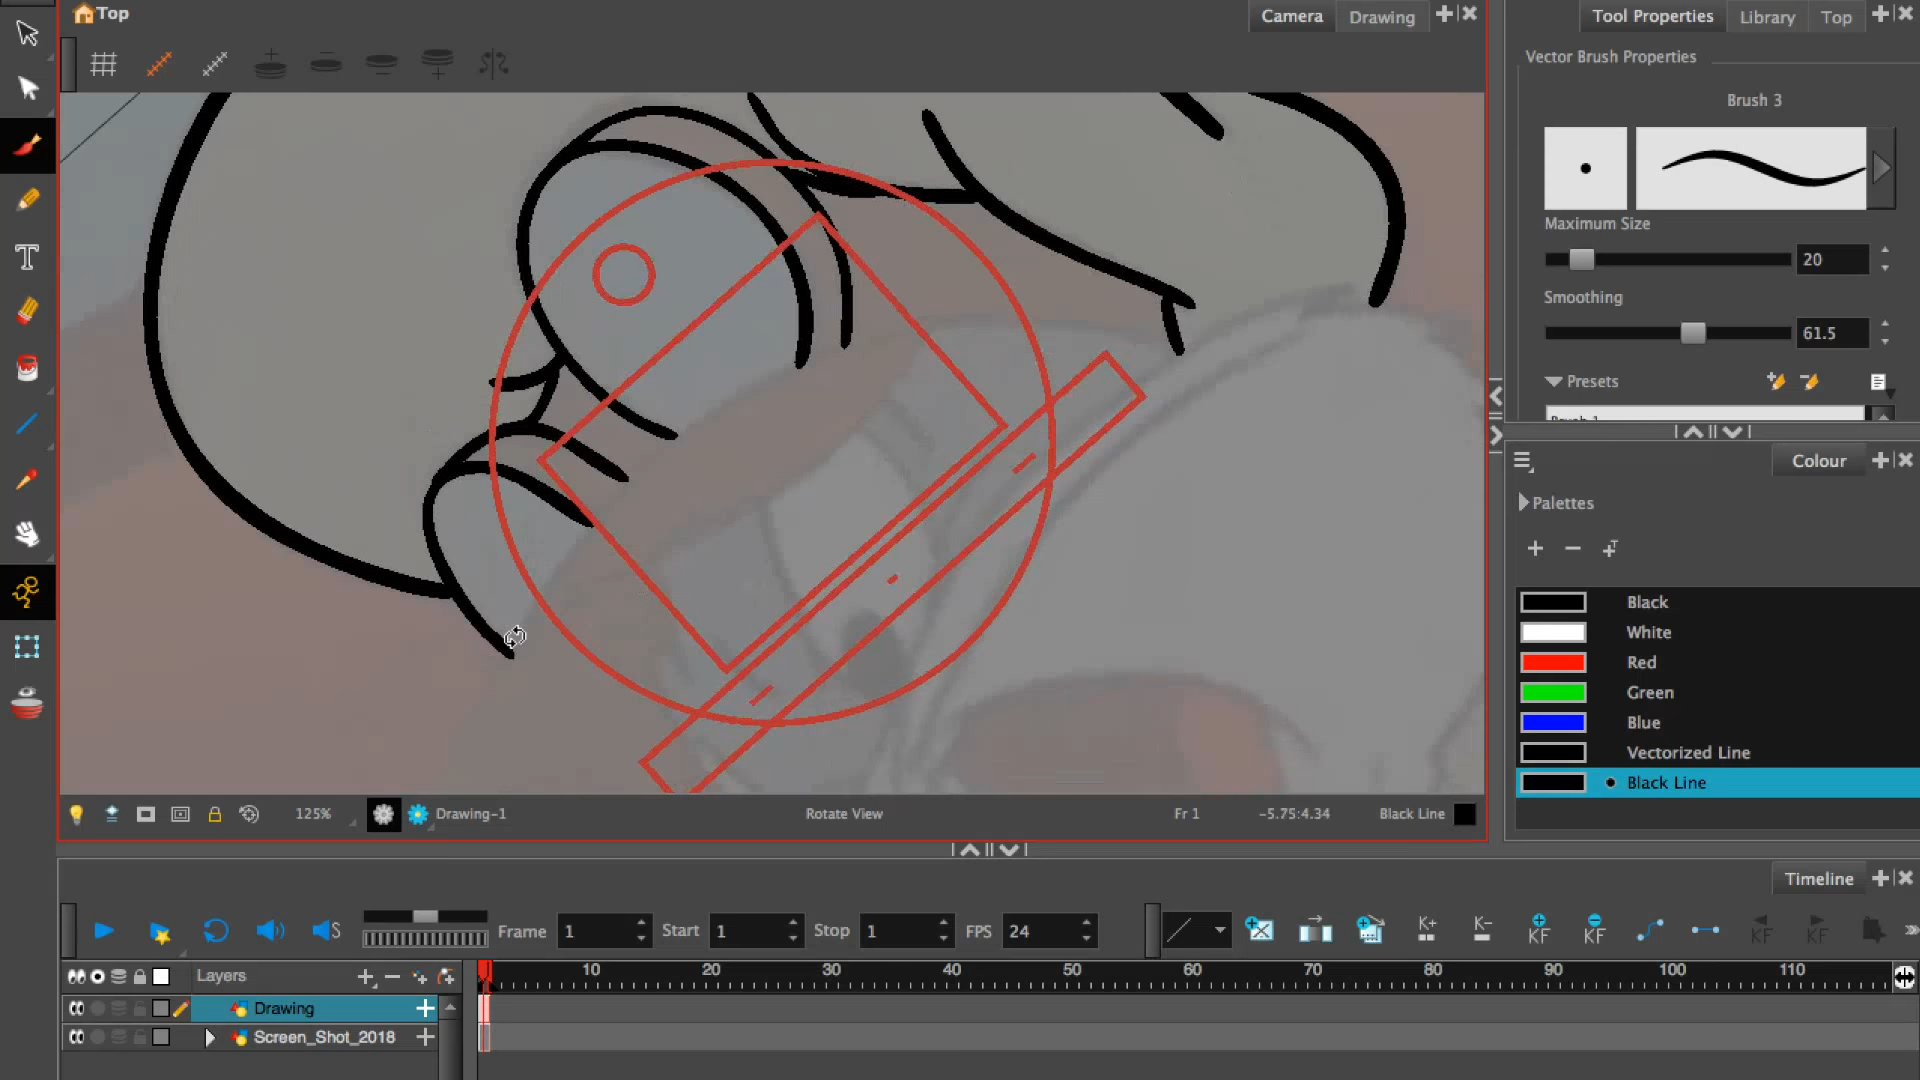 Top
Camera
Drawing
Tool Properties
Library
Top
Vector Brush Properties
Brush 3
Maximum Size
20
Smoothing
61.5
Presets
Colour
Palettes
Black
White
Red
Green
Blue
Vectorized Line
Black Line
125%
Drawing-1
Rotate View
Fr 1
-5.75:4.34
Black Line
Timeline
S
Frame 1 Start 1 Stop 1 FPS 24
K+ K- KF KF KF KF
Layers
10 20 30 40 50 60 70 80 90 100 110
Drawing
Screen_Shot_2018